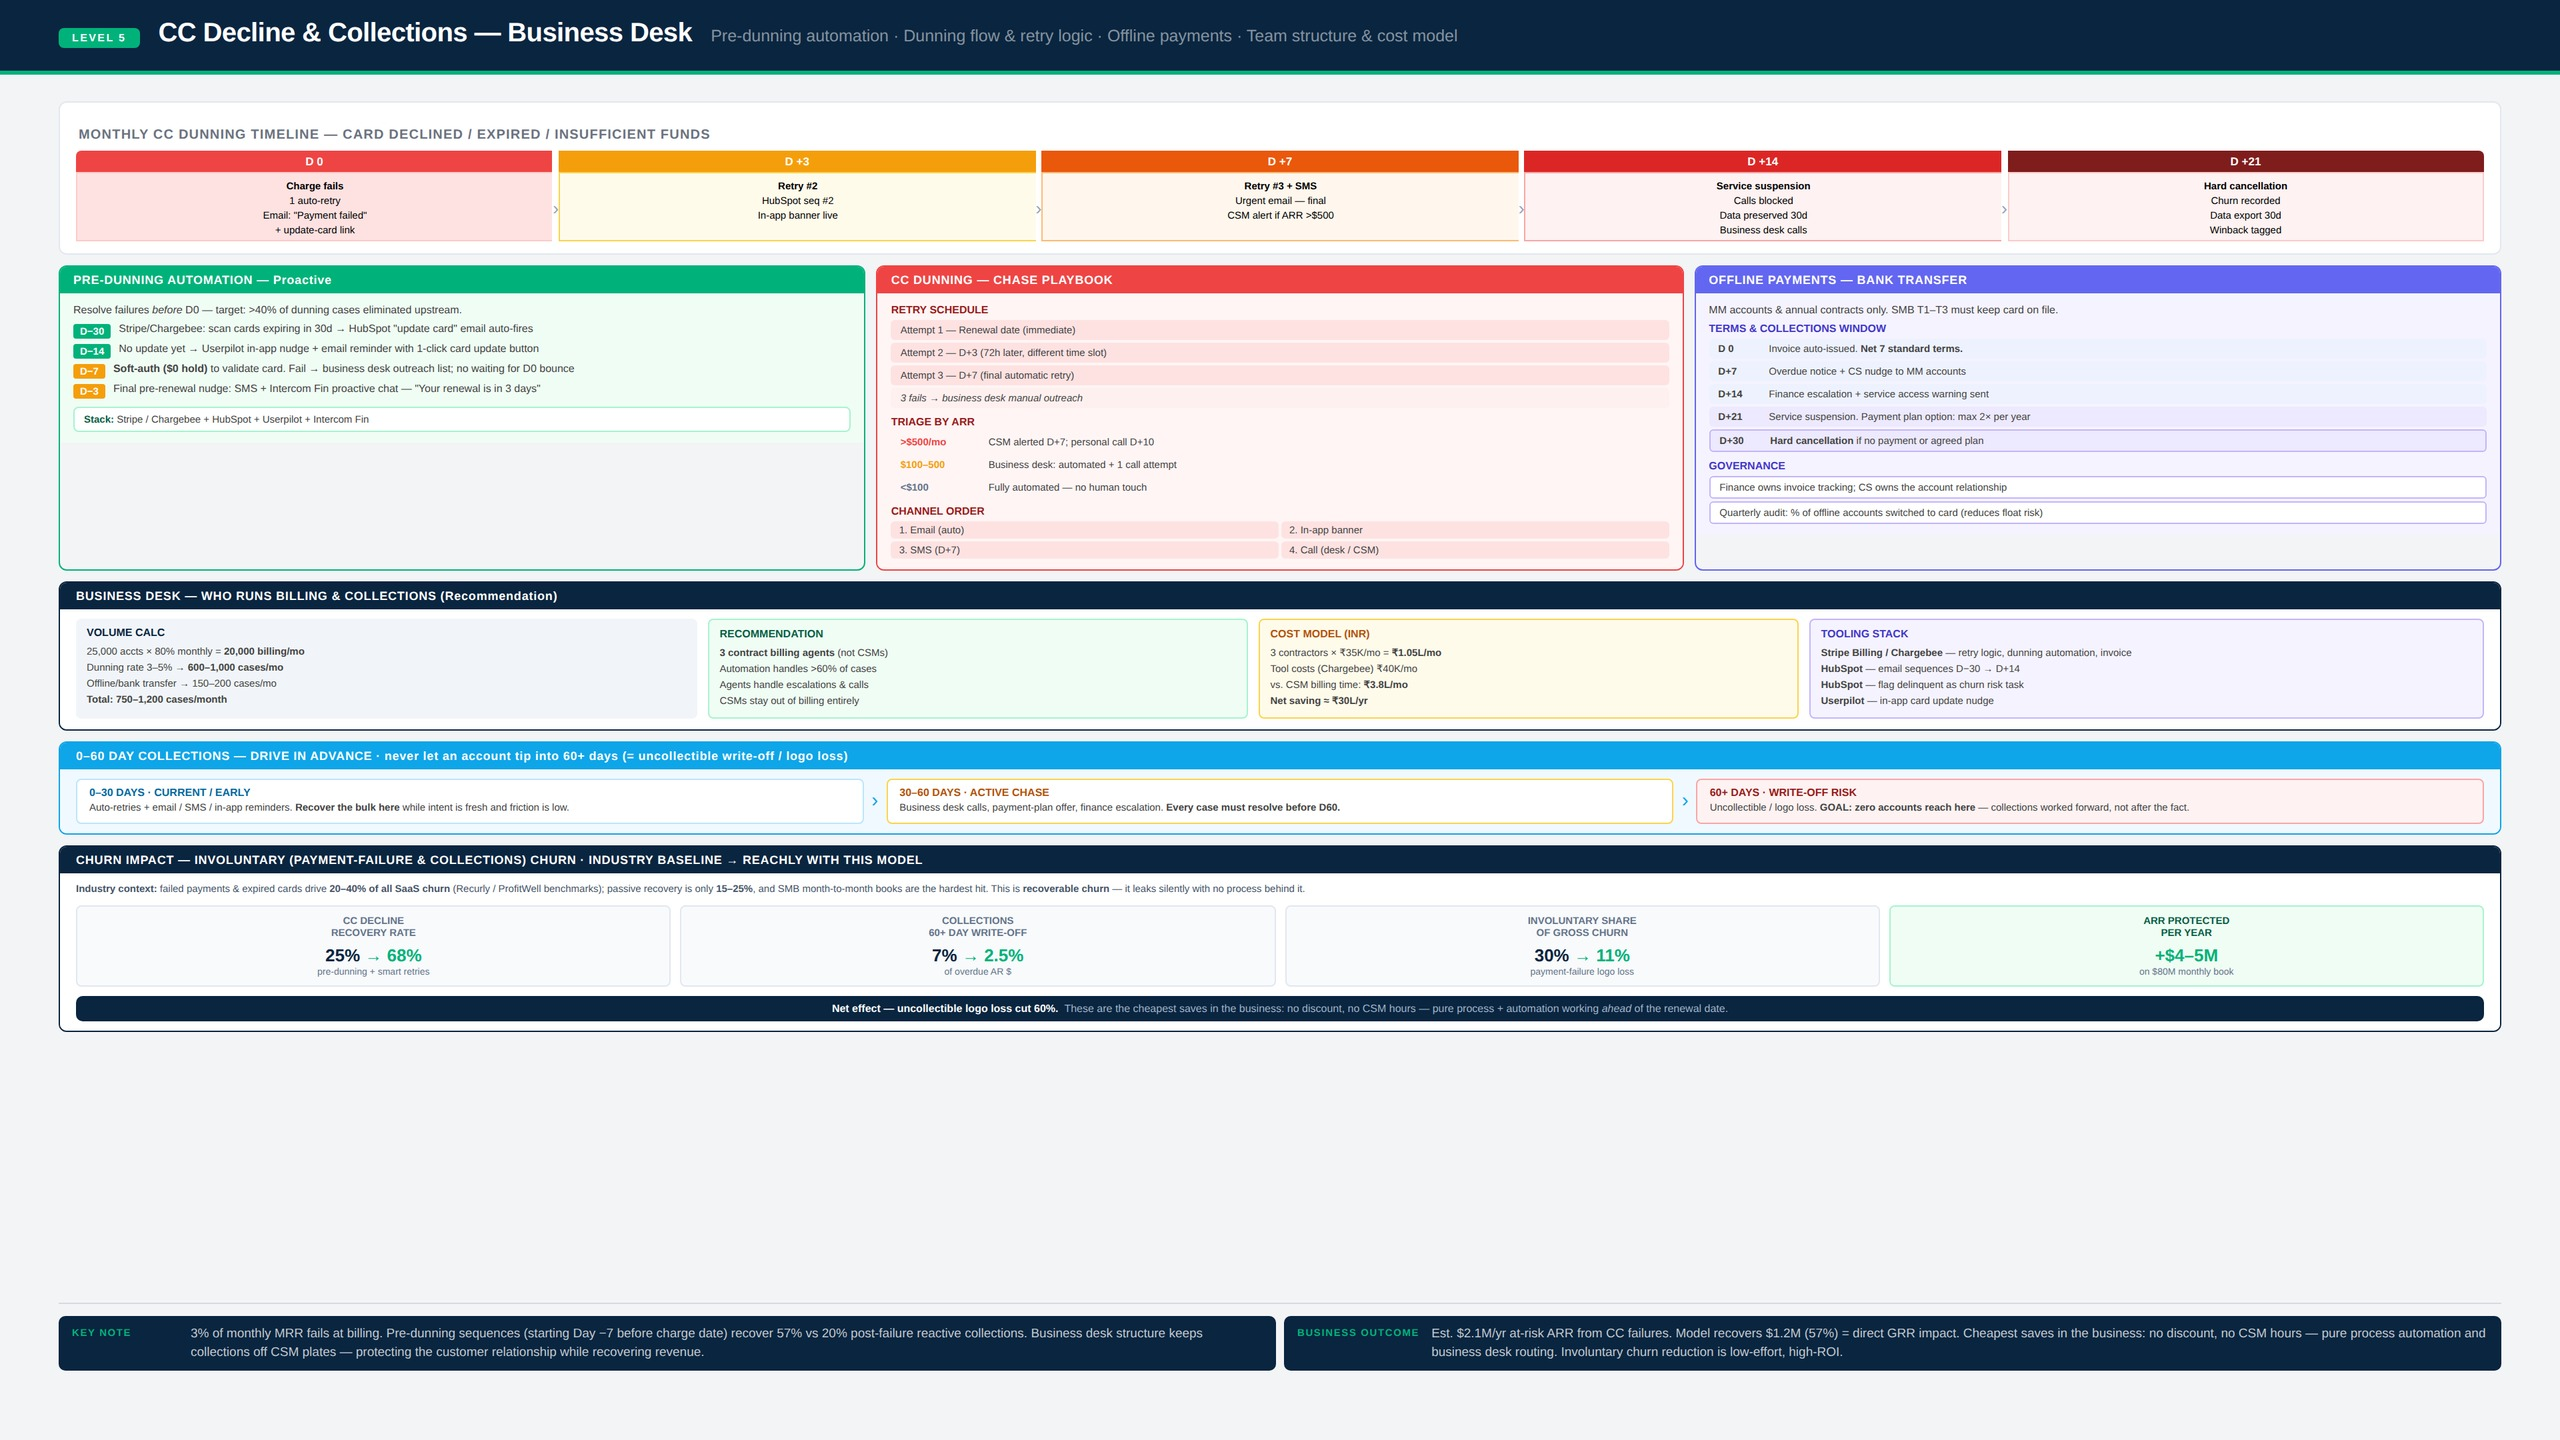 LEVEL 5
CC Decline & Collections — Business Desk
Pre-dunning automation · Dunning flow & retry logic · Offline payments · Team structure & cost model
MONTHLY CC DUNNING TIMELINE — CARD DECLINED / EXPIRED / INSUFFICIENT FUNDS
D 0
Charge fails
1 auto-retry
Email: "Payment failed"
+ update-card link
›
D +3
Retry #2
HubSpot seq #2
In-app banner live
›
D +7
Retry #3 + SMS
Urgent email — final
CSM alert if ARR >$500
›
D +14
Service suspension
Calls blocked
Data preserved 30d
Business desk calls
›
D +21
Hard cancellation
Churn recorded
Data export 30d
Winback tagged
PRE-DUNNING AUTOMATION — Proactive
Resolve failures before D0 — target: >40% of dunning cases eliminated upstream.
D−30 Stripe/Chargebee: scan cards expiring in 30d → HubSpot "update card" email auto-fires
D−14 No update yet → Userpilot in-app nudge + email reminder with 1-click card update button
D−7 Soft-auth ($0 hold) to validate card. Fail → business desk outreach list; no waiting for D0 bounce
D−3 Final pre-renewal nudge: SMS + Intercom Fin proactive chat — "Your renewal is in 3 days"
Stack: Stripe / Chargebee + HubSpot + Userpilot + Intercom Fin
CC DUNNING — CHASE PLAYBOOK
RETRY SCHEDULE
Attempt 1 — Renewal date (immediate)
Attempt 2 — D+3 (72h later, different time slot)
Attempt 3 — D+7 (final automatic retry)
3 fails → business desk manual outreach
TRIAGE BY ARR
>$500/mo CSM alerted D+7; personal call D+10
$100–500 Business desk: automated + 1 call attempt
<$100 Fully automated — no human touch
CHANNEL ORDER
1. Email (auto) 2. In-app banner
3. SMS (D+7) 4. Call (desk / CSM)
OFFLINE PAYMENTS — BANK TRANSFER
MM accounts & annual contracts only. SMB T1–T3 must keep card on file.
TERMS & COLLECTIONS WINDOW
D 0 Invoice auto-issued. Net 7 standard terms.
D+7 Overdue notice + CS nudge to MM accounts
D+14 Finance escalation + service access warning sent
D+21 Service suspension. Payment plan option: max 2× per year
D+30 Hard cancellation if no payment or agreed plan
GOVERNANCE
Finance owns invoice tracking; CS owns the account relationship
Quarterly audit: % of offline accounts switched to card (reduces float risk)
BUSINESS DESK — WHO RUNS BILLING & COLLECTIONS (Recommendation)
VOLUME CALC
25,000 accts × 80% monthly = 20,000 billing/mo
Dunning rate 3–5% → 600–1,000 cases/mo
Offline/bank transfer → 150–200 cases/mo
Total: 750–1,200 cases/month
RECOMMENDATION
3 contract billing agents (not CSMs)
Automation handles >60% of cases
Agents handle escalations & calls
CSMs stay out of billing entirely
COST MODEL (INR)
3 contractors × ₹35K/mo = ₹1.05L/mo
Tool costs (Chargebee) ₹40K/mo
vs. CSM billing time: ₹3.8L/mo
Net saving ≈ ₹30L/yr
TOOLING STACK
Stripe Billing / Chargebee — retry logic, dunning automation, invoice
HubSpot — email sequences D−30 → D+14
HubSpot — flag delinquent as churn risk task
Userpilot — in-app card update nudge
0–60 DAY COLLECTIONS — DRIVE IN ADVANCE · never let an account tip into 60+ days (= uncollectible write-off / logo loss)
0–30 DAYS · CURRENT / EARLY
Auto-retries + email / SMS / in-app reminders. Recover the bulk here while intent is fresh and friction is low.
›
30–60 DAYS · ACTIVE CHASE
Business desk calls, payment-plan offer, finance escalation. Every case must resolve before D60.
›
60+ DAYS · WRITE-OFF RISK
Uncollectible / logo loss. GOAL: zero accounts reach here — collections worked forward, not after the fact.
CHURN IMPACT — INVOLUNTARY (PAYMENT-FAILURE & COLLECTIONS) CHURN · INDUSTRY BASELINE → REACHLY WITH THIS MODEL
Industry context: failed payments & expired cards drive 20–40% of all SaaS churn (Recurly / ProfitWell benchmarks); passive recovery is only 15–25%, and SMB month-to-month books are the hardest hit. This is recoverable churn — it leaks silently with no process behind it.
CC DECLINE
RECOVERY RATE
25% → 68%
pre-dunning + smart retries
COLLECTIONS
60+ DAY WRITE-OFF
7% → 2.5%
of overdue AR $
INVOLUNTARY SHARE
OF GROSS CHURN
30% → 11%
payment-failure logo loss
ARR PROTECTED
PER YEAR
+$4–5M
on $80M monthly book
Net effect — uncollectible logo loss cut 60%. These are the cheapest saves in the business: no discount, no CSM hours — pure process + automation working ahead of the renewal date.
KEY NOTE
3% of monthly MRR fails at billing. Pre-dunning sequences (starting Day −7 before charge date) recover 57% vs 20% post-failure reactive collections. Business desk structure keeps
collections off CSM plates — protecting the customer relationship while recovering revenue.
BUSINESS OUTCOME
Est. $2.1M/yr at-risk ARR from CC failures. Model recovers $1.2M (57%) = direct GRR impact. Cheapest saves in the business: no discount, no CSM hours — pure process automation and
business desk routing. Involuntary churn reduction is low-effort, high-ROI.